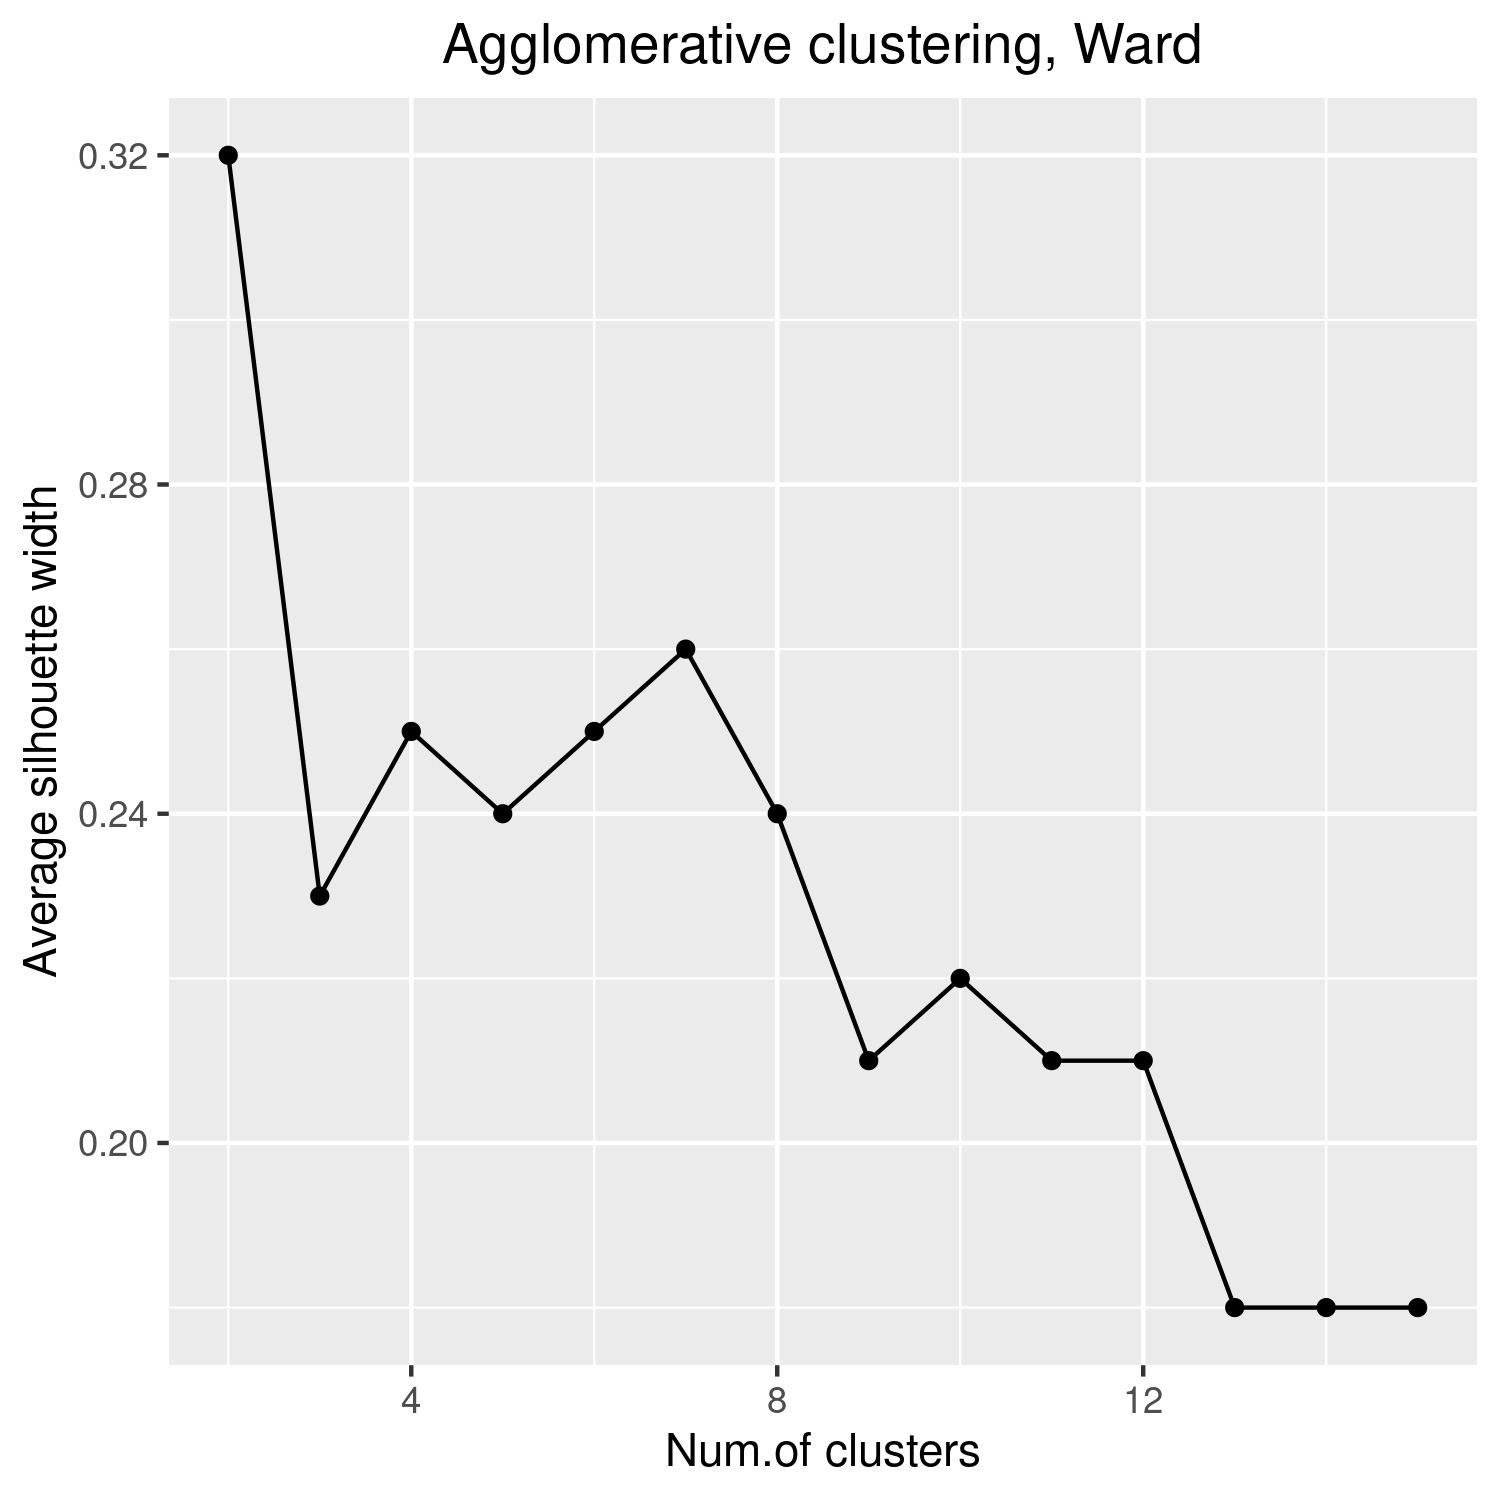 Agglomerative clustering, Ward
Average silhouette width
0.32
0.28
0.24
0.20
4 8 12
Num.of clusters